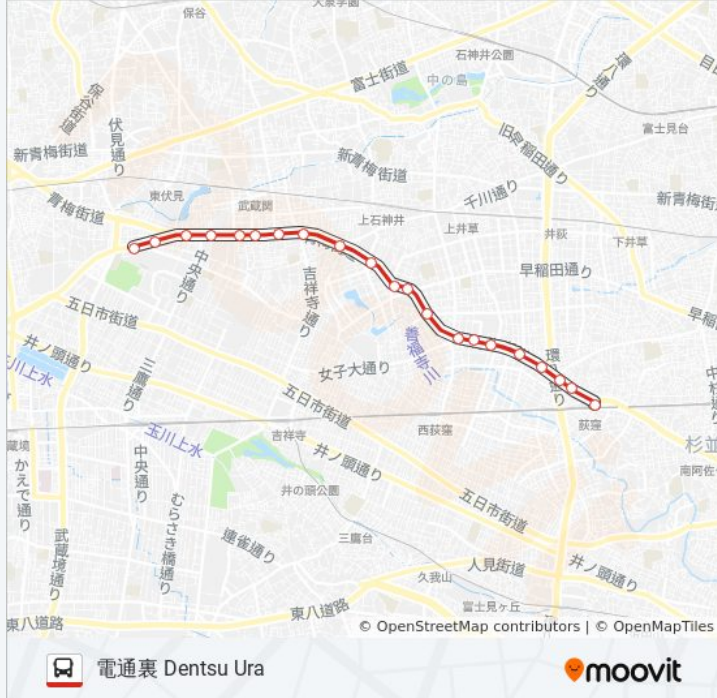 保谷
大泉学園
石神井公園
環八通り
目白
富士街道
中の島
保谷街道
伏見通り
旧早稲田通り
富士見台
新青梅街道
新青梅街道
東伏見
武蔵関
千川通り
新青梅街
青梅街道
上石神井
上井草
井荻
下井草
中央通り
吉祥寺通り
早稲田通り
五日市街道
早稲
井ノ頭通り
三鷹通り
善福寺川
女子大通り
玉川上水
五日市街道
西荻窪
荻窪
玉川上水
吉祥寺
井ノ頭通り
杉並
南阿佐
蔵境
かえで通り
中央通り
むらさき橋通り
井の頭公園
五日市街道
武蔵境通り
連雀通り
三鷹台
人見街道
井ノ頭通り
久我山
富士見ヶ丘
東八道路
東八道路
© OpenStreetMap contributors | © OpenMapTiles
電通裏 Dentsu Ura
moovit